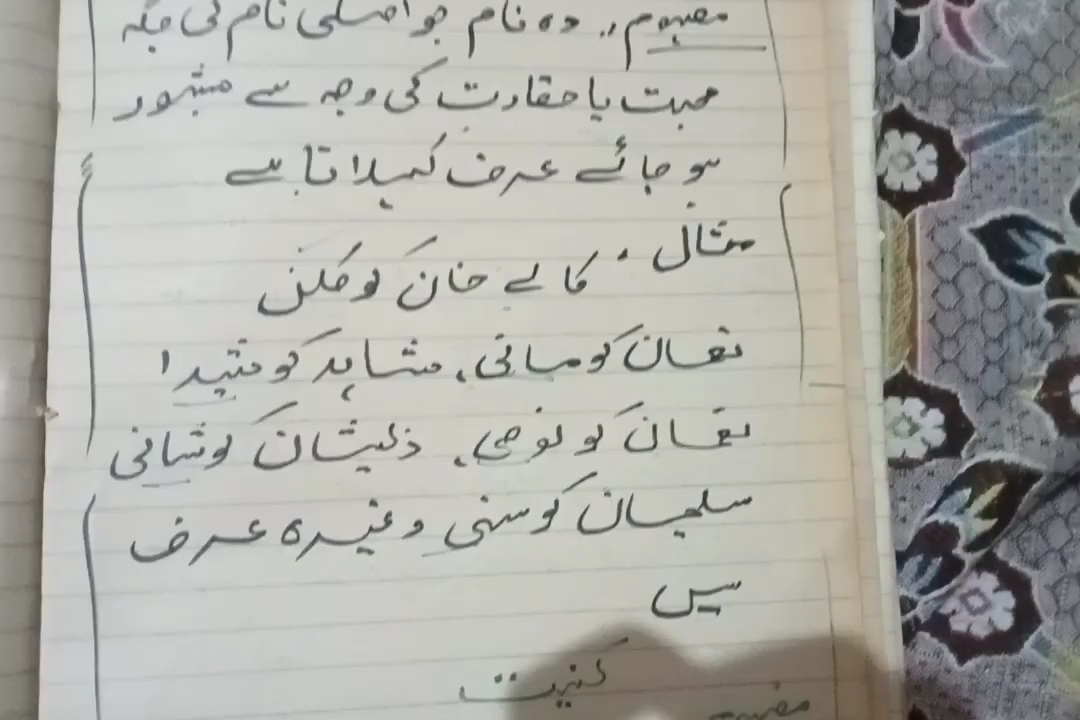 مفہوم:۔ وہ نام جو اصلی نام کی جگہ
محبت یا حقارت کی وجہ سے مشہور
ہو جائے عرف کہلاتا ہے
مثال . کالے خان کو
نعمان کو مانی، شاہد کو شیدا
نعمان کو نومی، ذیشان کو شانی
سلیمان کو سنی وغیرہ عرف
ہیں
کنیت